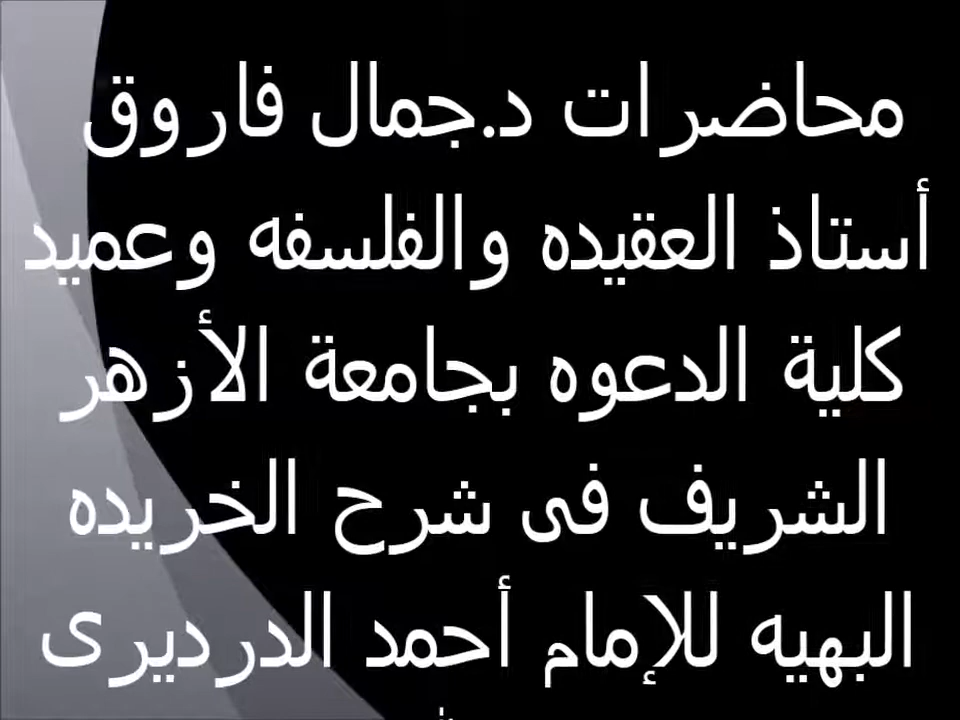 محاضرات د.جمال فاروق
أستاذ العقيده والفلسفه وعميد
كلية الدعوه بجامعة الأزهر
الشريف فى شرح الخريده
البهيه للإمام أحمد الدرديرى